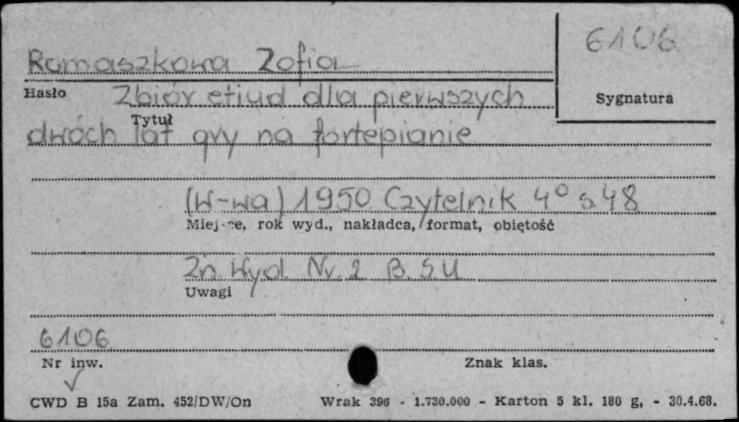 6106
Romaszkowa Zofia
Hasło
Sygnatura
Zbiór etiud dla pierwszych
Tytuł
dwóch lat gry na fortepianie
(W-wa) 1950 Czytelnik 4° s. 48
Miejsce, rok wyd., nakładca, format, objętość
Zn. Wyd. Nr. 2 B. S. U
Uwagi
6106
Nr inw.
Znak klas.
CWD B 15a Zam. 452/DW/On Wrak 396 - 1.730.000 - Karton 5 kl. 180 g, - 30.4.68.